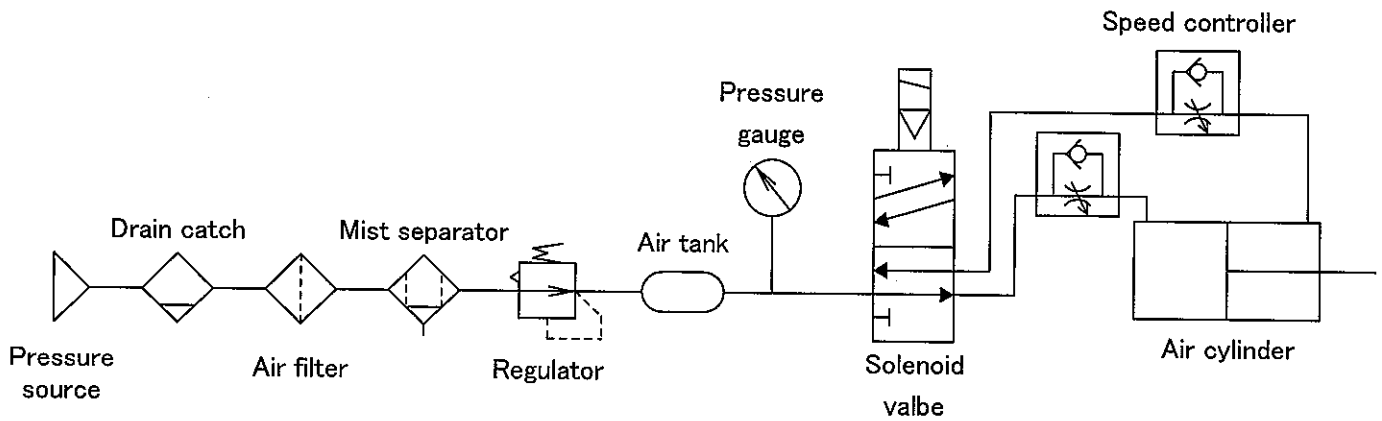 Speed controller
Pressure
gauge
Drain catch
Mist separator
Air tank
Pressure
source
Air filter
Regulator
Solenoid
valbe
Air cylinder